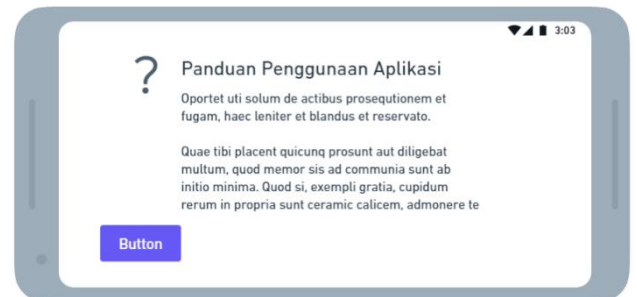 3:03
?
Panduan Penggunaan Aplikasi
Oportet uti solum de actibus prosequtionem et
fugam, haec leniter et blandus et reservato.
Quae tibi placent quicunq prosunt aut diligebat
multum, quod memor sis ad communia sunt ab
initio minima. Quod si, exempli gratia, cupidum
rerum in propria sunt ceramic calicem, admonere te
Button